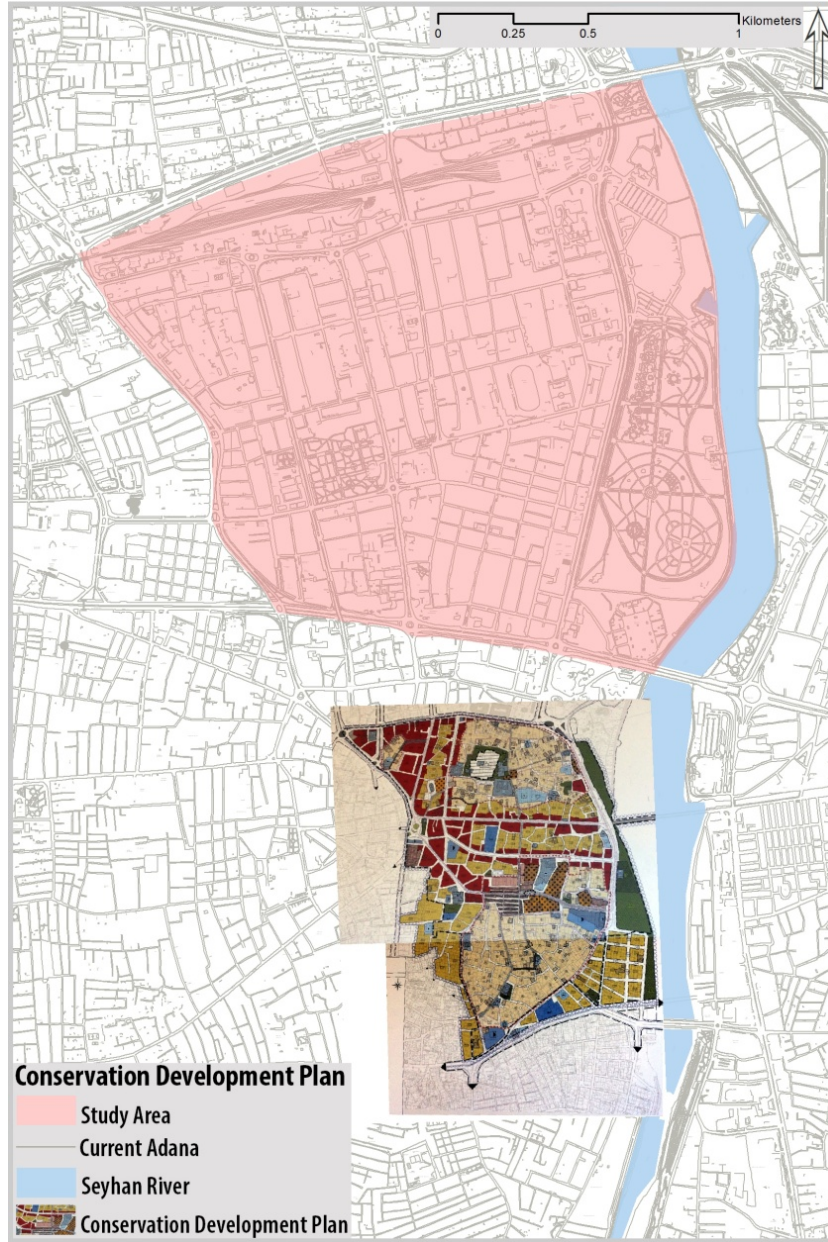 Kilometers
0 0.25 0.5 1
Conservation Development Plan
Study Area
Current Adana
Seyhan River
Conservation Development Plan